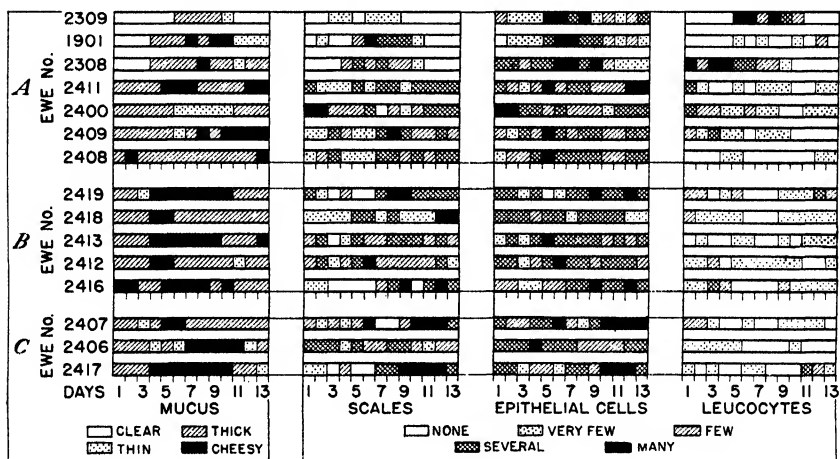 A
EWE No.
2309
1901
2308
2411
2400
2409
2408
B
EWE No.
2419
2418
2413
2412
2416
C
EWE No.
2407
2406
2417
DAYS 1 3 5 7 9 11 13 1 3 5 7 9 11 13 1 3 5 7 9 11 13 1 3 5 7 9 11 13
MUCUS SCALES EPITHELIAL CELLS LEUCOCYTES
CLEAR THICK NONE VERY FEW FEW
THIN CHEESY SEVERAL MANY